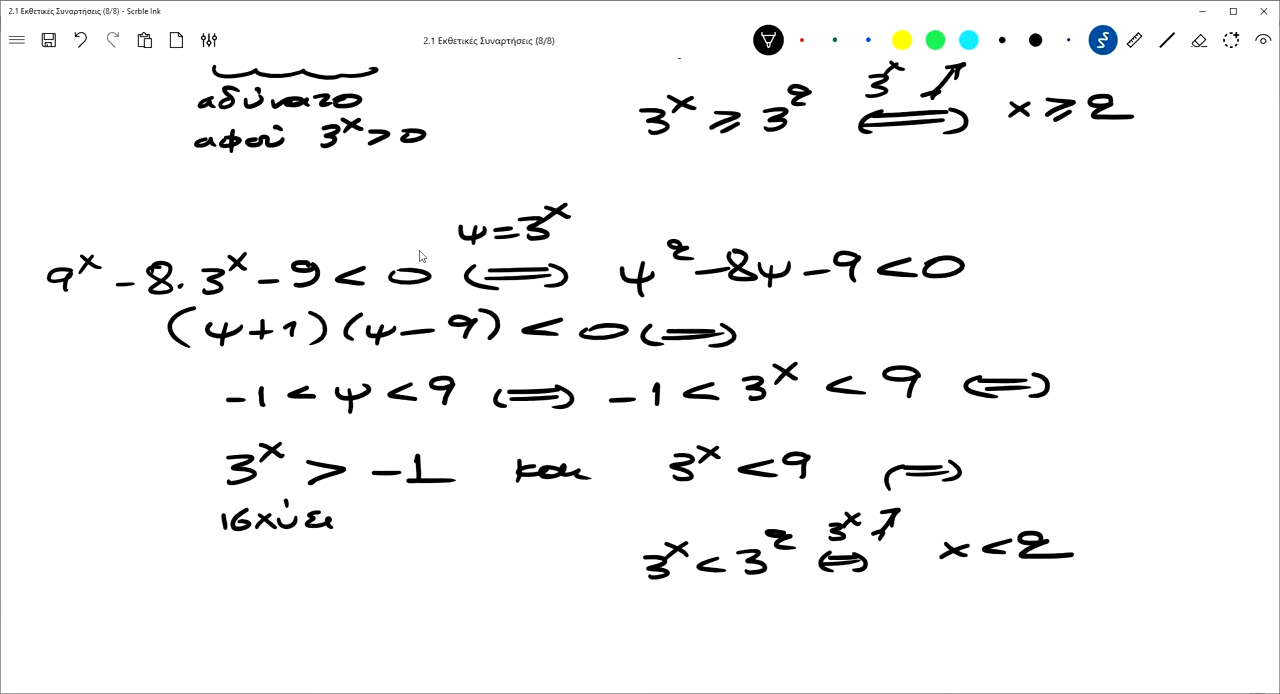 2.1 Εκθετικές Συναρτήσεις (8/8) - Scrble Ink
2.1 Εκθετικές Συναρτήσεις (8/8)
αδύνατο
αφού 3^x > 0
3^x ⩾ 3^2 ⟺ (3^x ↗) x ⩾ 2
9^x - 8 · 3^x - 9 < 0 ⟺ (ψ = 3^x) ψ^2 - 8ψ - 9 < 0
(ψ + 1)(ψ - 9) < 0 ⟺
-1 < ψ < 9 ⟺ -1 < 3^x < 9 ⟺
3^x > -1 και 3^x < 9 ⟺
ισχύει
3^x < 3^2 ⟺ (3^x ↗) x < 2